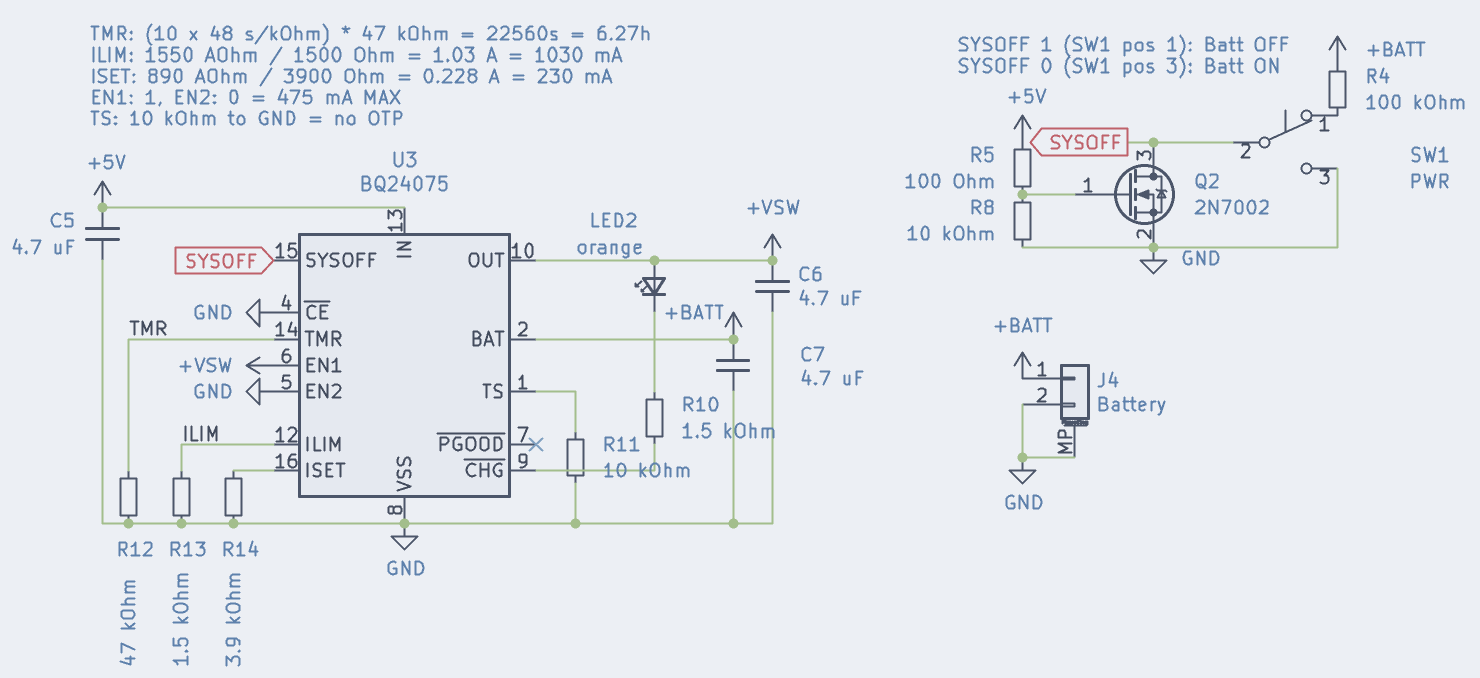 TMR: (10 x 48 s/kOhm) * 47 kOhm = 22560s = 6.27h
ILIM: 1550 AOhm / 1500 Ohm = 1.03 A = 1030 mA
ISET: 890 AOhm / 3900 Ohm = 0.228 A = 230 mA
EN1: 1, EN2: 0 = 475 mA MAX
TS: 10 kOhm to GND = no OTP
+5V
C5
4.7 uF
U3
BQ24075
13
IN
SYSOFF
15
SYSOFF
GND
4
CE
TMR
14
TMR
+VSW
6
EN1
GND
5
EN2
ILIM
12
ILIM
16
ISET
VSS
8
GND
10
OUT
2
BAT
1
TS
7
PGOOD
9
CHG
LED2
orange
+VSW
C6
4.7 uF
+BATT
C7
4.7 uF
R10
1.5 kOhm
R11
10 kOhm
R12
47 kOhm
R13
1.5 kOhm
R14
3.9 kOhm
SYSOFF 1 (SW1 pos 1): Batt OFF
SYSOFF 0 (SW1 pos 3): Batt ON
+BATT
R4
100 kOhm
+5V
SYSOFF
R5
100 Ohm
R8
10 kOhm
1
3
2
Q2
2N7002
GND
2
1
3
SW1
PWR
+BATT
1
2
MP
J4
Battery
GND